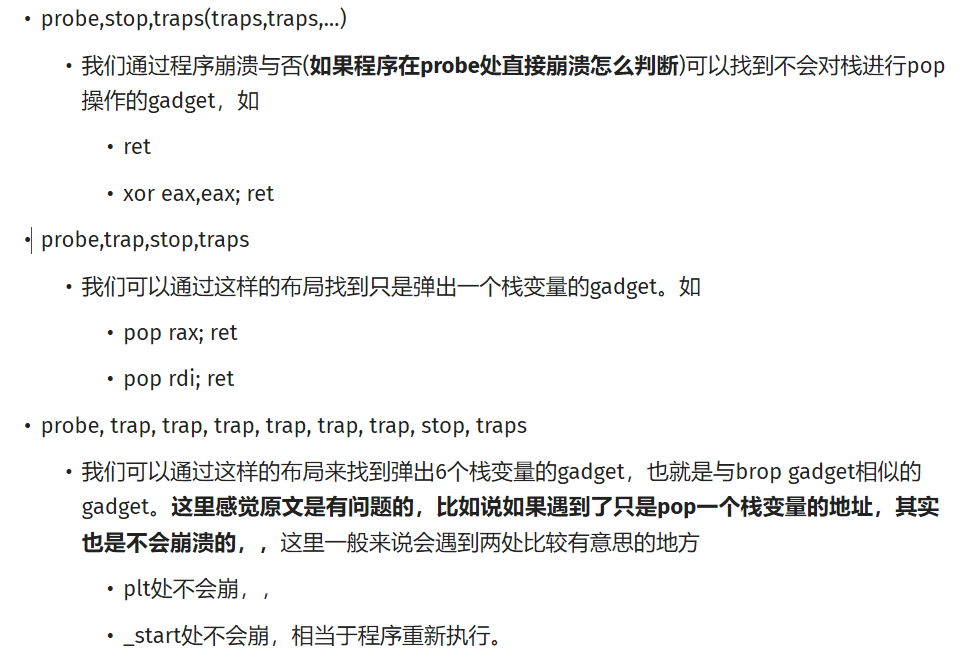 • probe,stop,traps(traps,traps,...)
• 我们通过程序崩溃与否(如果程序在probe处直接崩溃怎么判断)可以找到不会对栈进行pop
操作的gadget，如
• ret
• xor eax,eax; ret
• probe,trap,stop,traps
• 我们可以通过这样的布局找到只是弹出一个栈变量的gadget。如
• pop rax; ret
• pop rdi; ret
• probe, trap, trap, trap, trap, trap, trap, stop, traps
• 我们可以通过这样的布局来找到弹出6个栈变量的gadget，也就是与brop gadget相似的
gadget。这里感觉原文是有问题的，比如说如果遇到了只是pop一个栈变量的地址，其实
也是不会崩溃的，，这里一般来说会遇到两处比较有意思的地方
• plt处不会崩，，
• _start处不会崩，相当于程序重新执行。